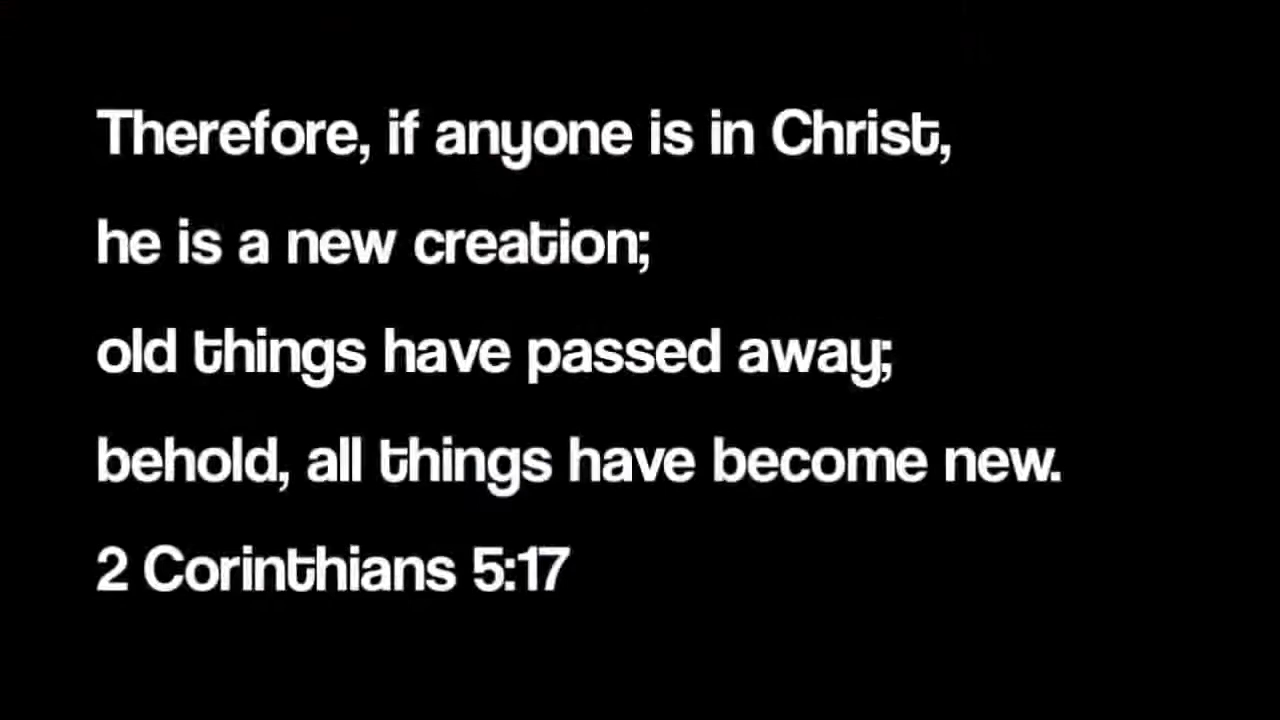 Therefore, if anyone is in Christ,
he is a new creation;
old things have passed away;
behold, all things have become new.
2 Corinthians 5:17